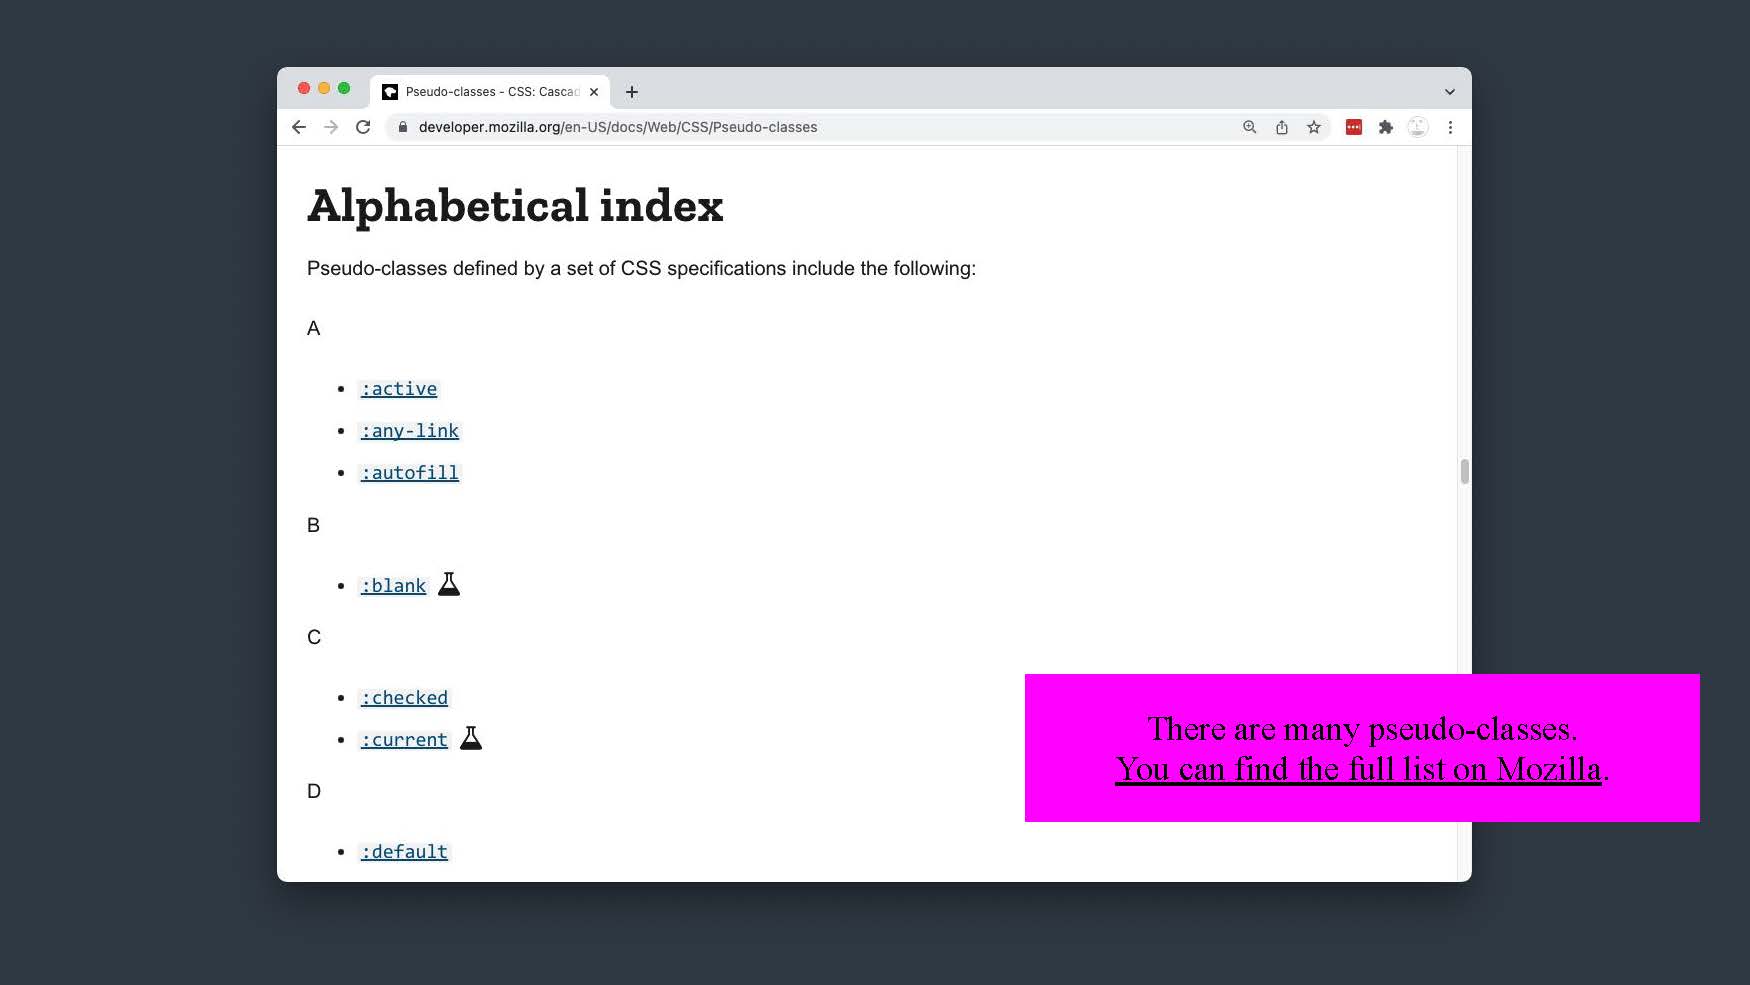 Pseudo-classes - CSS: Cascad
developer.mozilla.org/en-US/docs/Web/CSS/Pseudo-classes
Alphabetical index
Pseudo-classes defined by a set of CSS specifications include the following:
A
:active
:any-link
:autofill
B
:blank
C
:checked
:current
D
:default
There are many pseudo-classes.
You can find the full list on Mozilla.